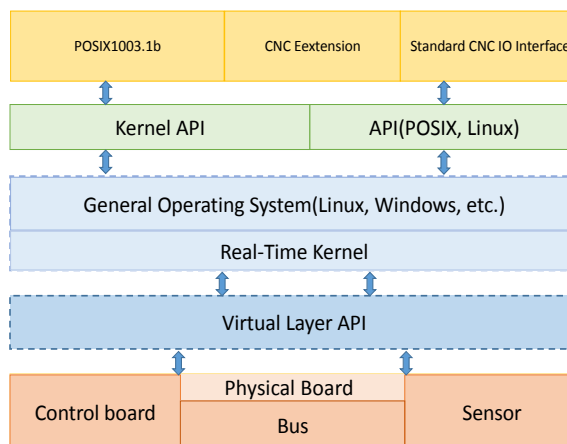 POSIX1003.1b
CNC Eextension
Standard CNC IO Interface
Kernel API
API(POSIX, Linux)
General Operating System(Linux, Windows, etc.)
Real-Time Kernel
Virtual Layer API
Physical Board
Control board
Bus
Sensor